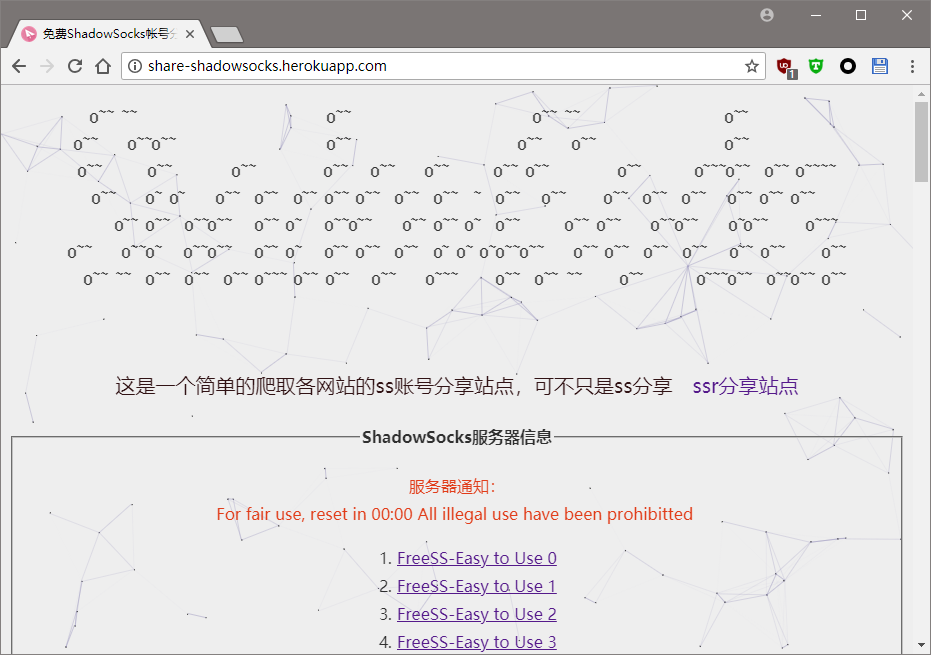 免费ShadowSocks帐号分
share-shadowsocks.herokuapp.com
1
这是一个简单的爬取各网站的ss账号分享站点，可不只是ss分享 ssr分享站点
ShadowSocks服务器信息
服务器通知：
For fair use, reset in 00:00 All illegal use have been prohibitted
1. FreeSS-Easy to Use 0
2. FreeSS-Easy to Use 1
3. FreeSS-Easy to Use 2
4. FreeSS-Easy to Use 3